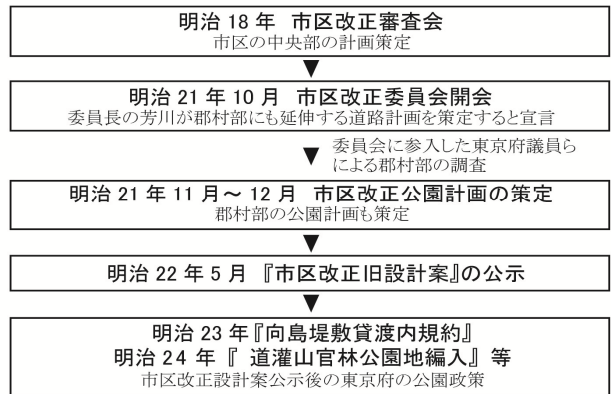 明治 18 年　市区改正審査会
市区の中央部の計画策定
▼
明治 21 年 10 月　市区改正委員会開会
委員長の芳川が郡村部にも延伸する道路計画を策定すると宣言
▼
委員会に参入した東京府議員ら
による郡村部の調査
明治 21 年 11 月～ 12 月　市区改正公園計画の策定
郡村部の公園計画も策定
▼
明治 22 年 5 月　『市区改正旧設計案』の公示
▼
明治 23 年『向島堤敷貸渡内規約』
明治 24 年　『 道灌山官林公園地編入』 等
市区改正設計案公示後の東京府の公園政策